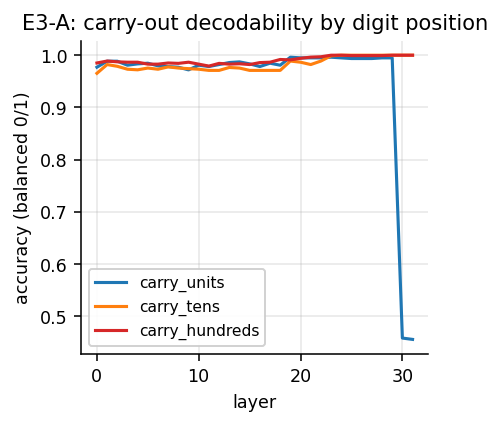 E3-A: carry-out decodability by digit position
accuracy (balanced 0/1)
1.0
0.9
0.8
0.7
0.6
0.5
carry_units
carry_tens
carry_hundreds
0 10 20 30
layer